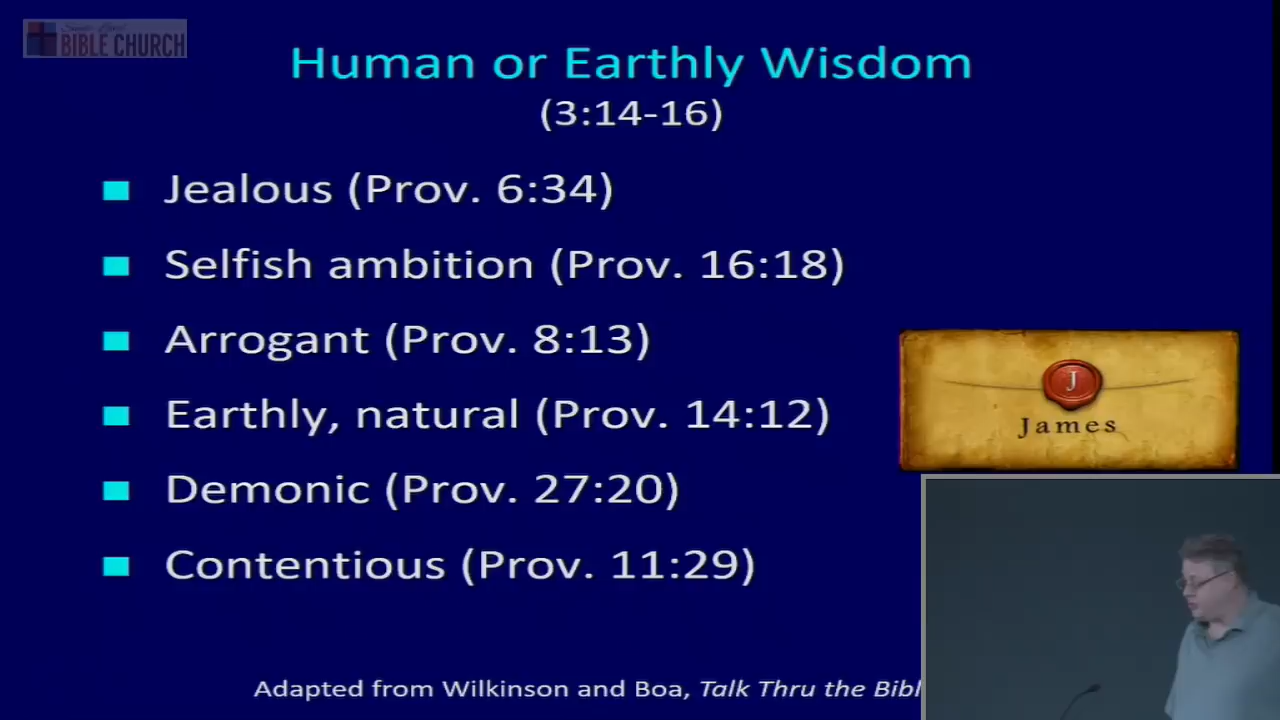 BIBLE CHURCH
Human or Earthly Wisdom
(3:14-16)
Jealous (Prov. 6:34)
Selfish ambition (Prov. 16:18)
Arrogant (Prov. 8:13)
Earthly, natural (Prov. 14:12)
Demonic (Prov. 27:20)
Contentious (Prov. 11:29)
J
James
Adapted from Wilkinson and Boa, Talk Thru the Bibl